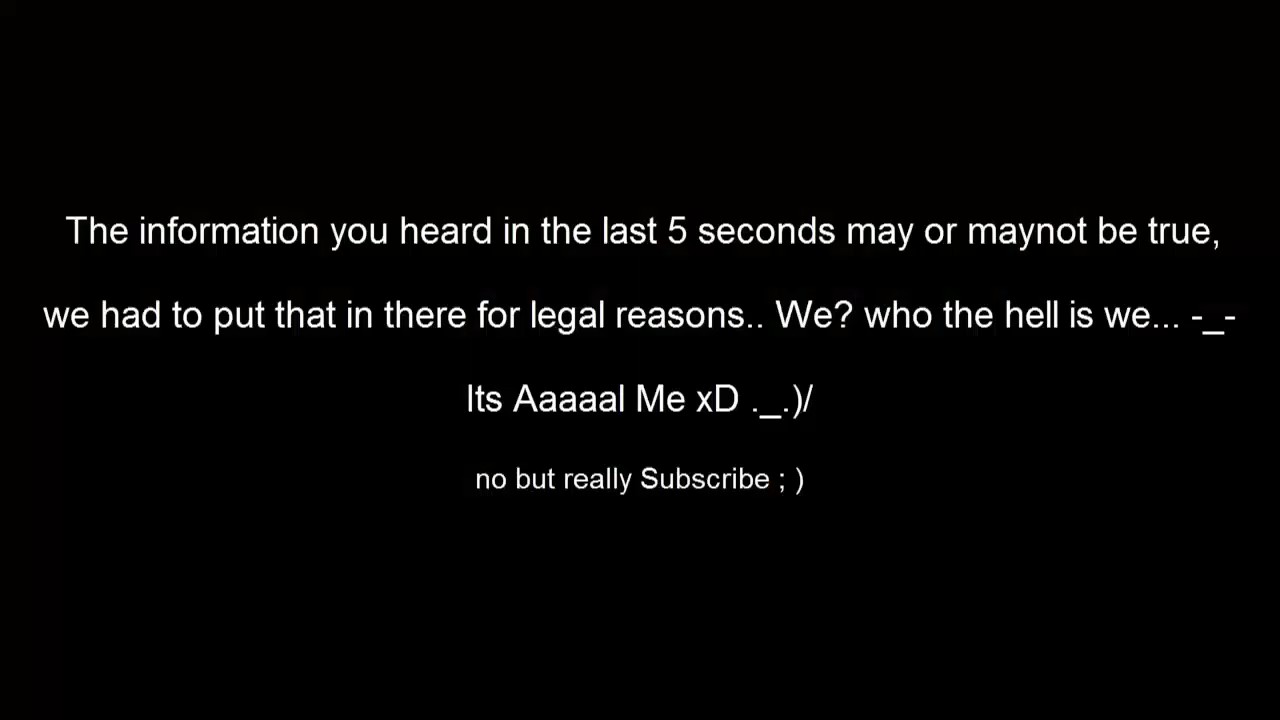 The information you heard in the last 5 seconds may or maynot be true,
we had to put that in there for legal reasons.. We? who the hell is we... -_-
Its Aaaaal Me xD ._.)/
no but really Subscribe ; )